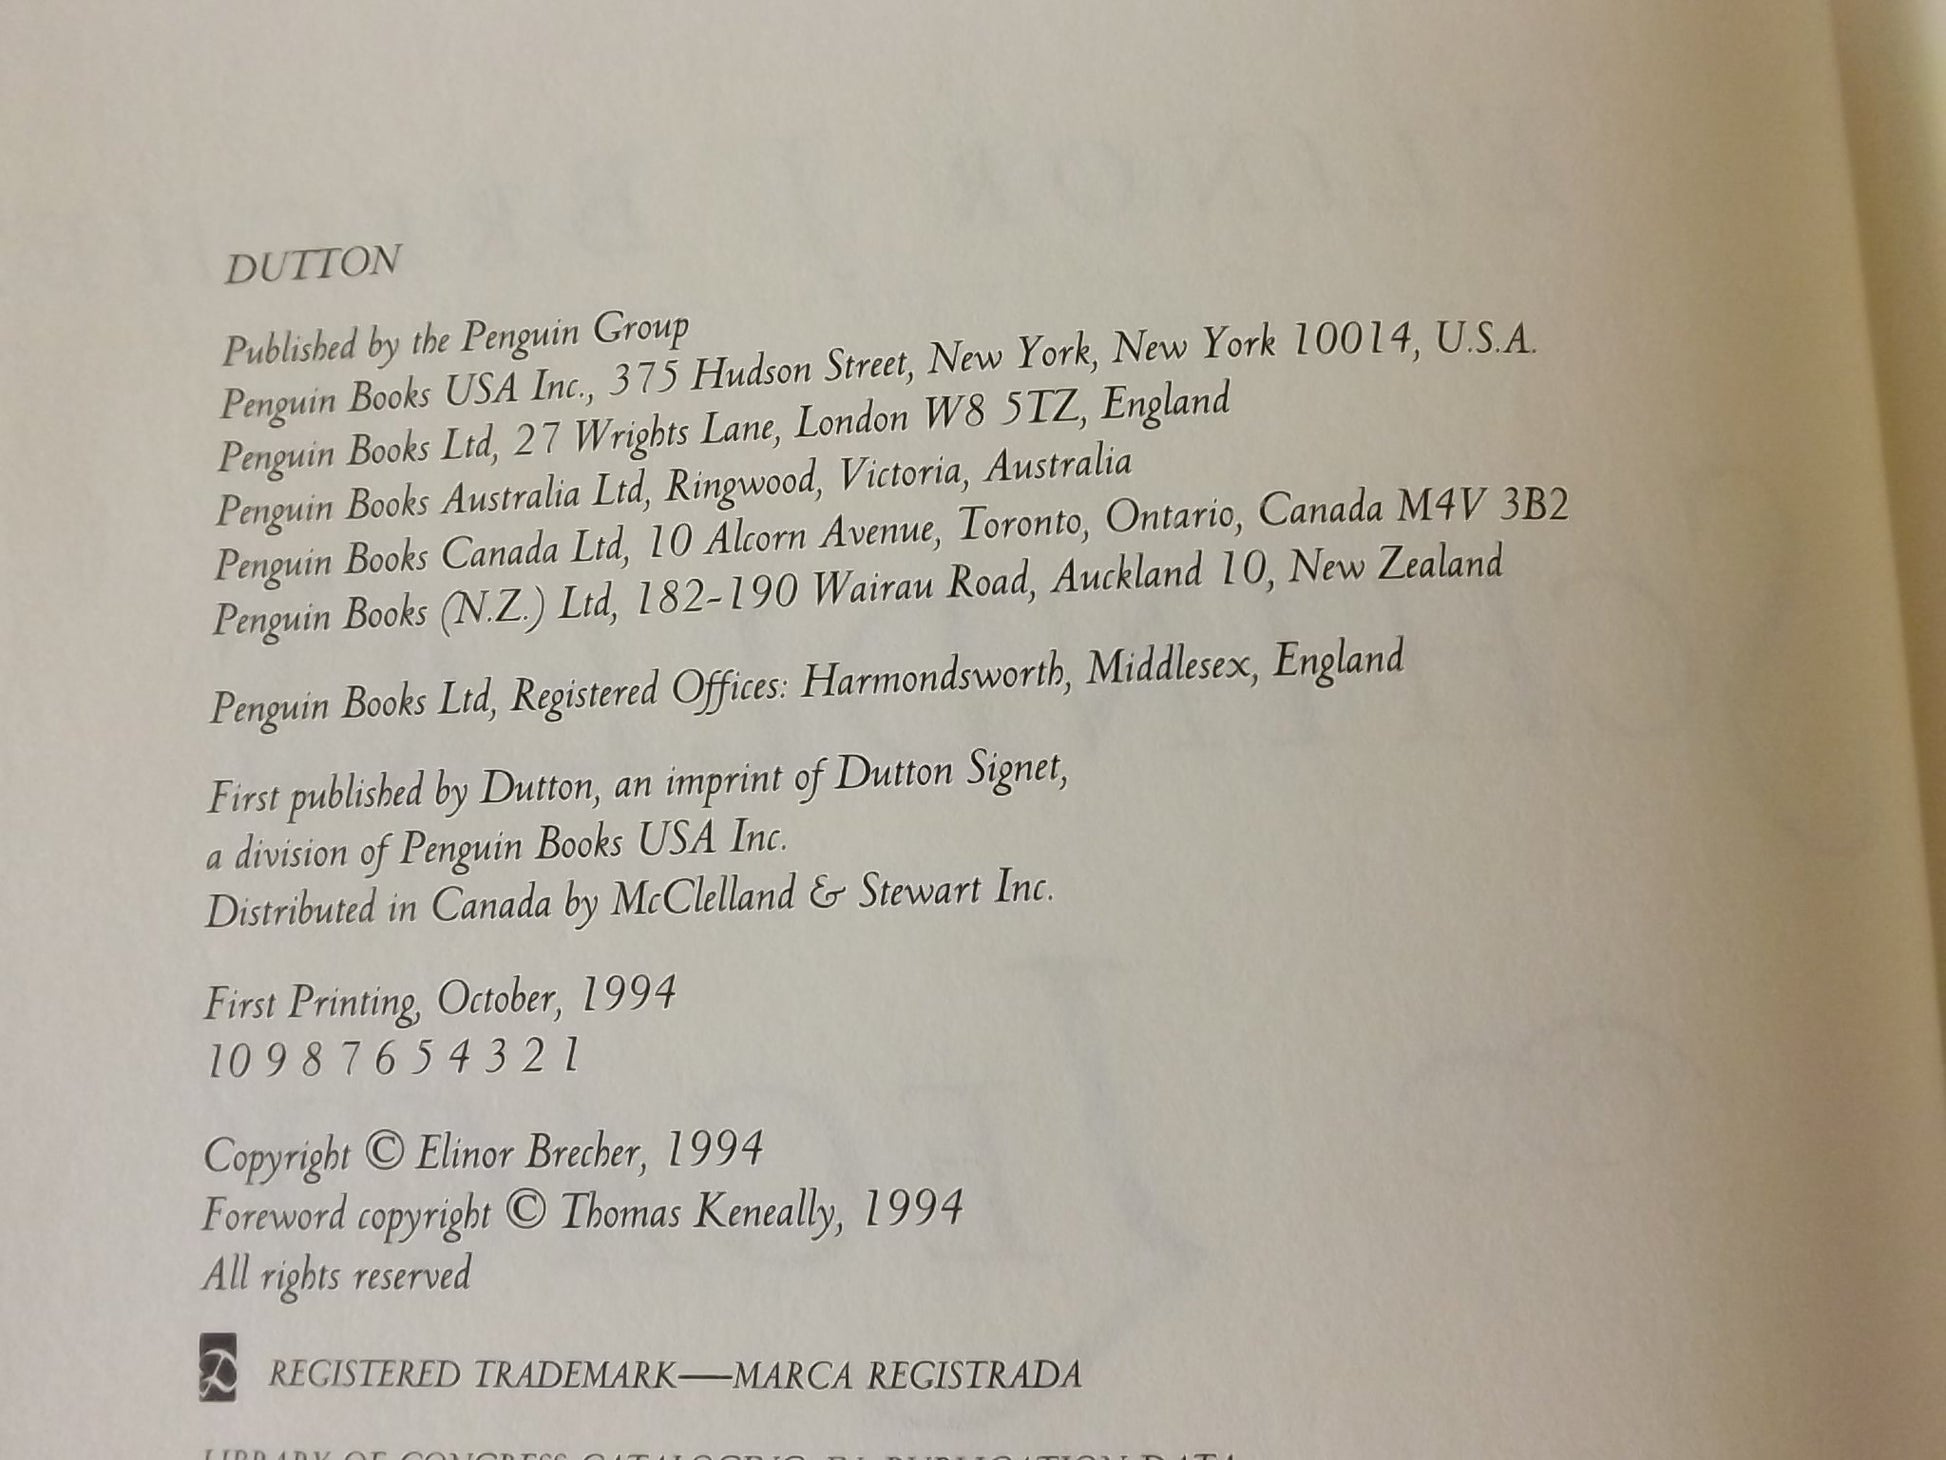 DUTTON
Published by the Penguin Group
Penguin Books USA Inc., 375 Hudson Street, New York, New York 10014, U.S.A.
Penguin Books Ltd, 27 Wrights Lane, London W8 5TZ, England
Penguin Books Australia Ltd, Ringwood, Victoria, Australia
Penguin Books Canada Ltd, 10 Alcorn Avenue, Toronto, Ontario, Canada M4V 3B2
Penguin Books (N.Z.) Ltd, 182-190 Wairau Road, Auckland 10, New Zealand
Penguin Books Ltd, Registered Offices: Harmondsworth, Middlesex, England
First published by Dutton, an imprint of Dutton Signet,
a division of Penguin Books USA Inc.
Distributed in Canada by McClelland & Stewart Inc.
First Printing, October, 1994
10 9 8 7 6 5 4 3 2 1
Copyright © Elinor Brecher, 1994
Foreword copyright © Thomas Keneally, 1994
All rights reserved
REGISTERED TRADEMARK—MARCA REGISTRADA
LIBRARY OF CONGRESS CATALOGING PUBLICATION DATA